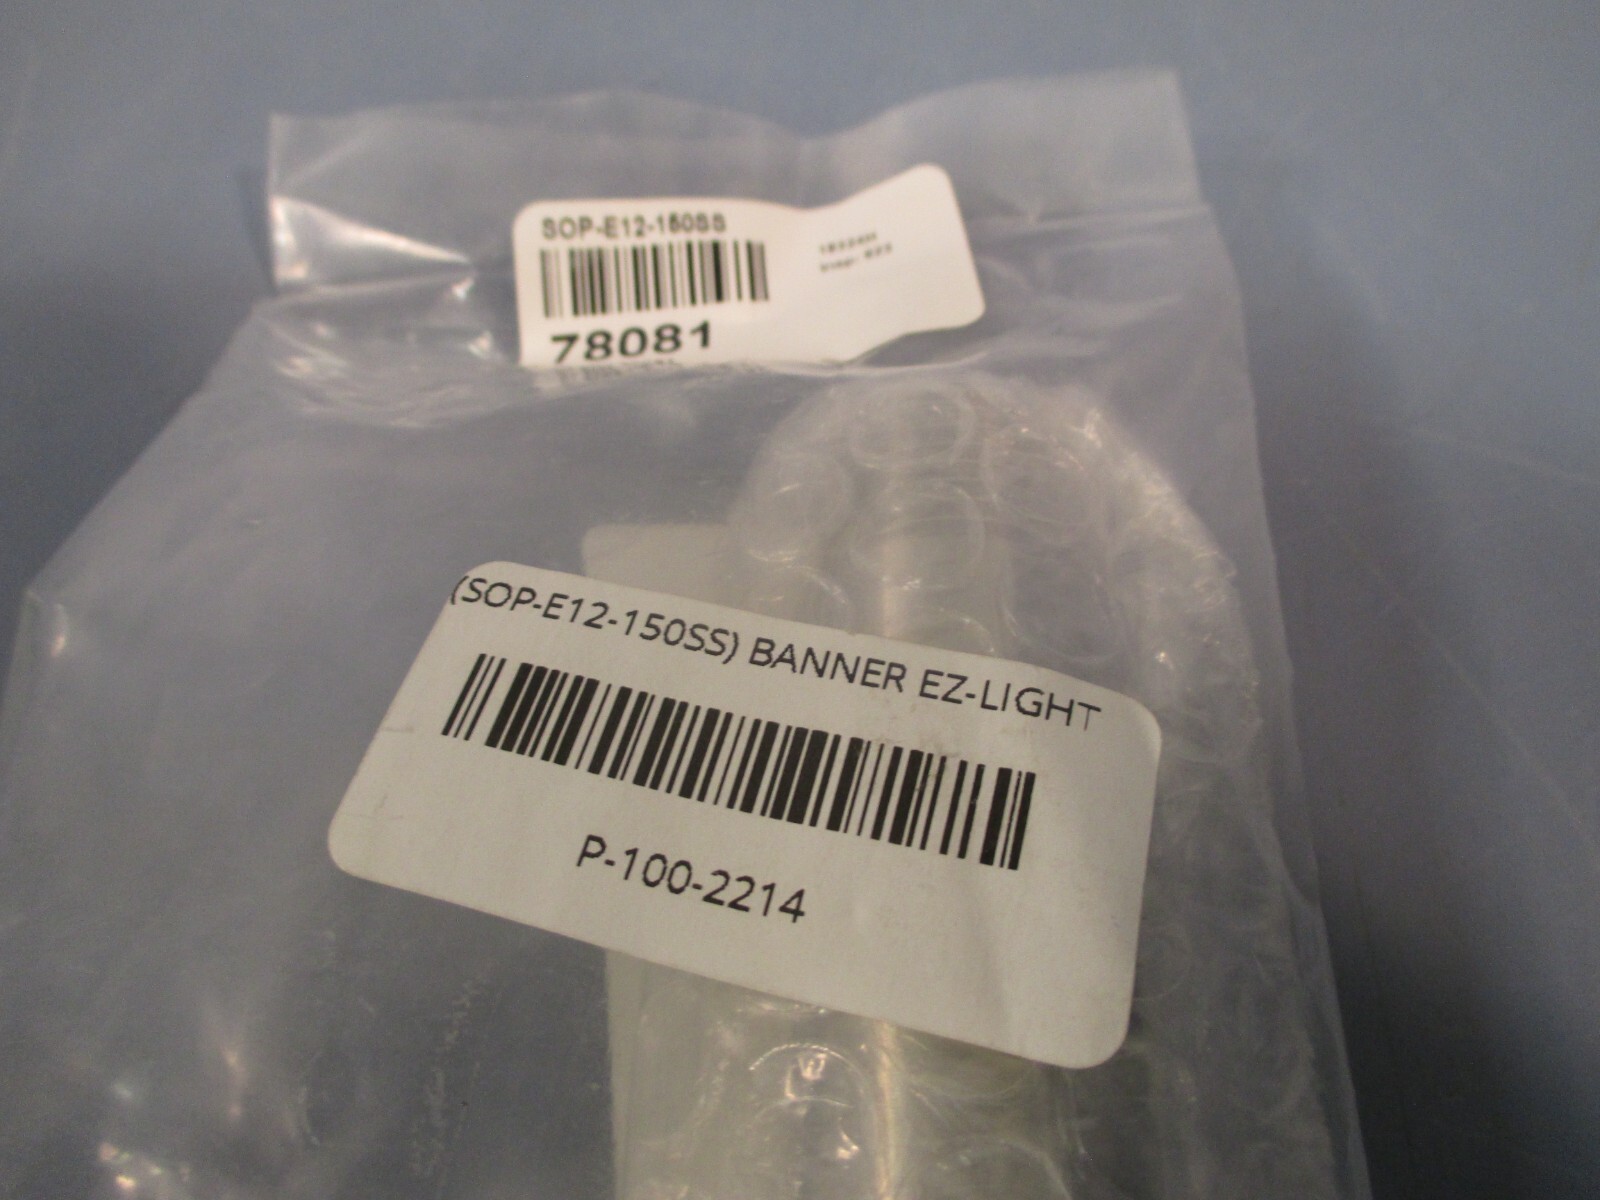 SOP-E12-150SS
78081
(SOP-E12-150SS) BANNER EZ-LIGHT
P-100-2214